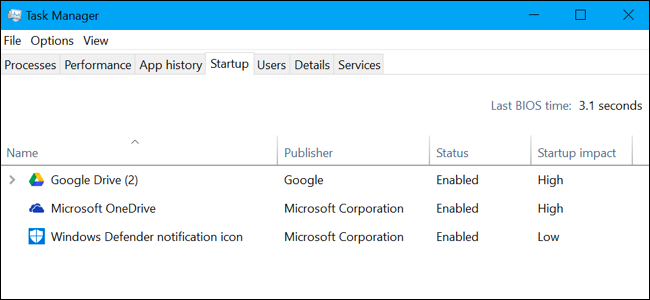 Task Manager
File Options View
Processes Performance App history Startup Users Details Services
Last BIOS time: 3.1 seconds
Name Publisher Status Startup impact
Google Drive (2) Google Enabled High
Microsoft OneDrive Microsoft Corporation Enabled High
Windows Defender notification icon Microsoft Corporation Enabled Low